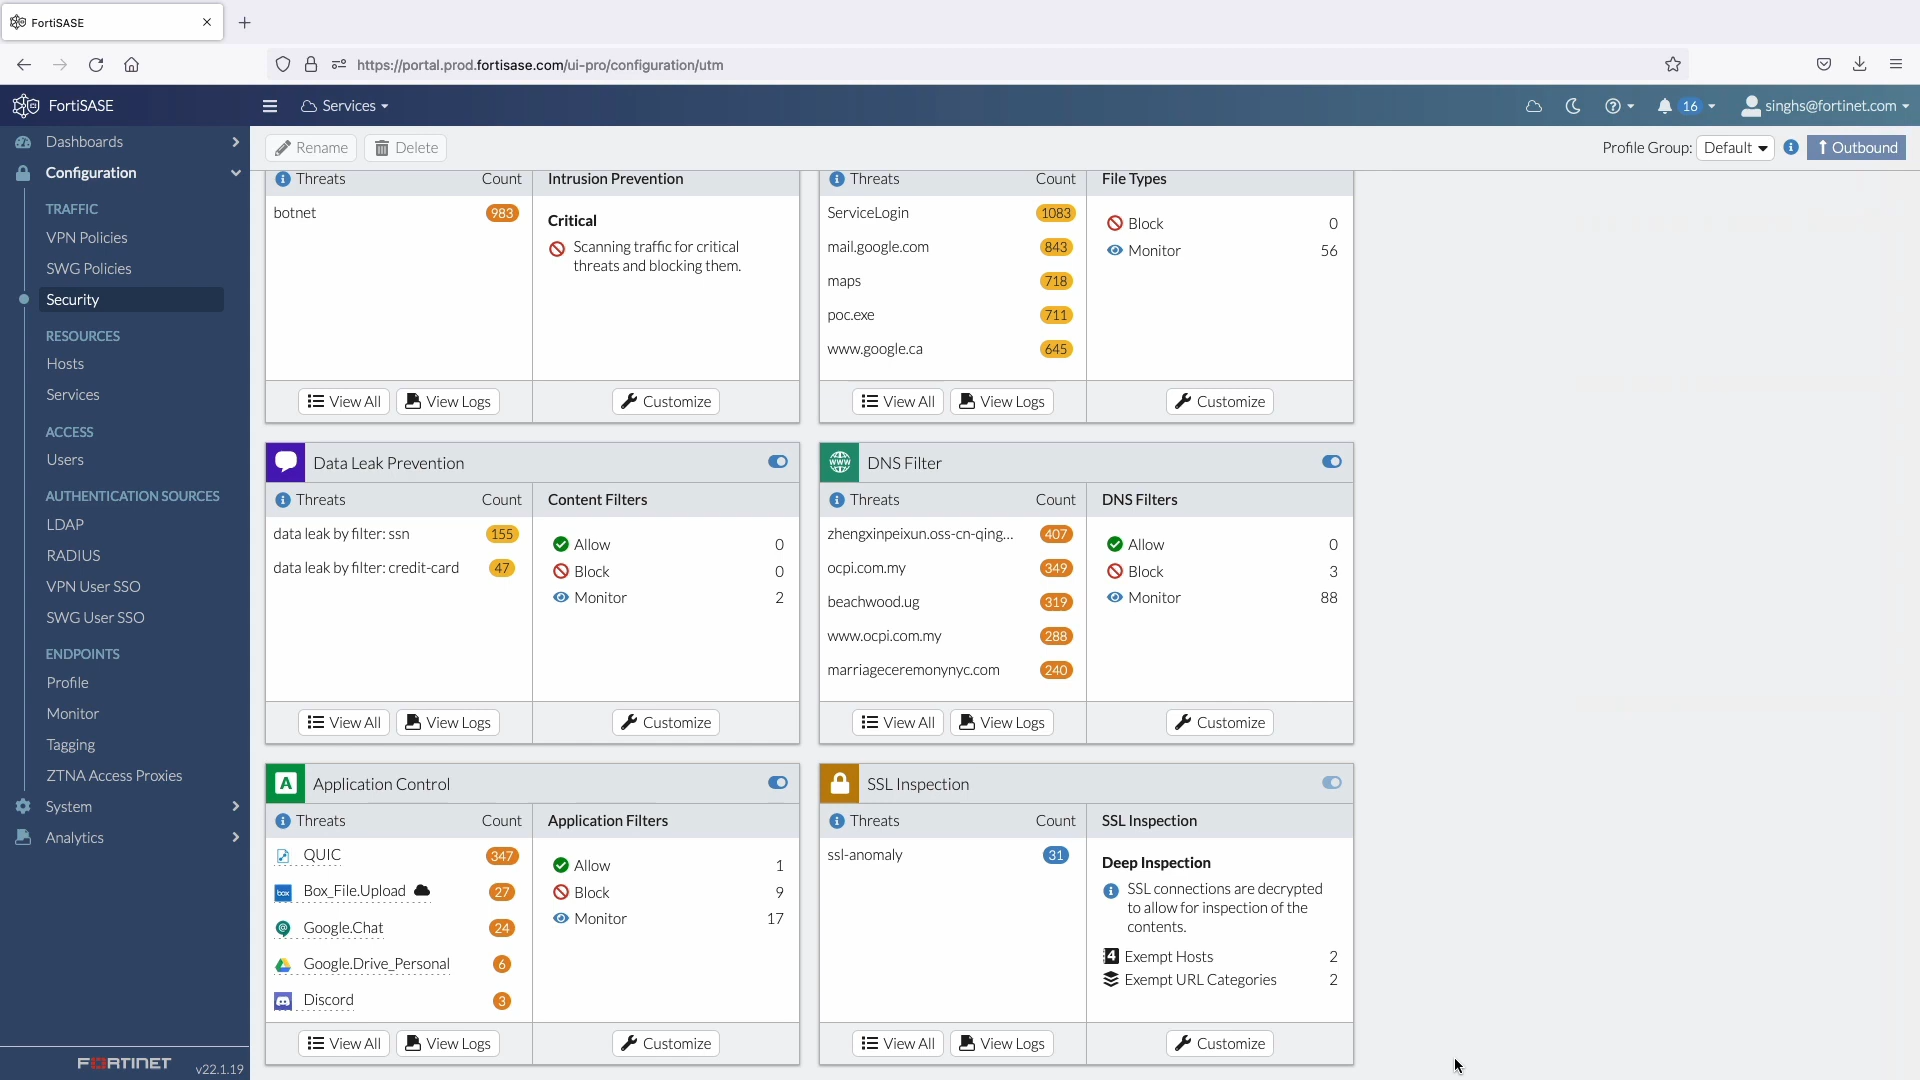 FortiSASE
https://portal.prod.fortisase.com/ui-pro/configuration/utm
FortiSASE
Services
16
singhs@fortinet.com
Dashboards
Configuration
TRAFFIC
VPN Policies
SWG Policies
Security
RESOURCES
Hosts
Services
ACCESS
Users
AUTHENTICATION SOURCES
LDAP
RADIUS
VPN User SSO
SWG User SSO
ENDPOINTS
Profile
Monitor
Tagging
ZTNA Access Proxies
System
Analytics
FORTINET v22.1.19
Rename Delete
Profile Group: Default Outbound
Threats Count
botnet 983
View All View Logs
Intrusion Prevention
Critical
Scanning traffic for critical
threats and blocking them.
Customize
Threats Count
ServiceLogin 1083
mail.google.com 843
maps 718
poc.exe 711
www.google.ca 645
View All View Logs
File Types
Block 0
Monitor 56
Customize
Data Leak Prevention
Threats Count
data leak by filter: ssn 155
data leak by filter: credit-card 47
View All View Logs
Content Filters
Allow 0
Block 0
Monitor 2
Customize
www DNS Filter
Threats Count
zhengxinpeixun.oss-cn-qing... 407
ocpi.com.my 349
beachwood.ug 319
www.ocpi.com.my 288
marriageceremonynyc.com 240
View All View Logs
DNS Filters
Allow 0
Block 3
Monitor 88
Customize
A Application Control
Threats Count
QUIC 347
box Box_File.Upload 27
Google.Chat 24
Google.Drive_Personal 6
Discord 3
View All View Logs
Application Filters
Allow 1
Block 9
Monitor 17
Customize
SSL Inspection
Threats Count
ssl-anomaly 31
View All View Logs
SSL Inspection
Deep Inspection
SSL connections are decrypted
to allow for inspection of the
contents.
4 Exempt Hosts 2
Exempt URL Categories 2
Customize